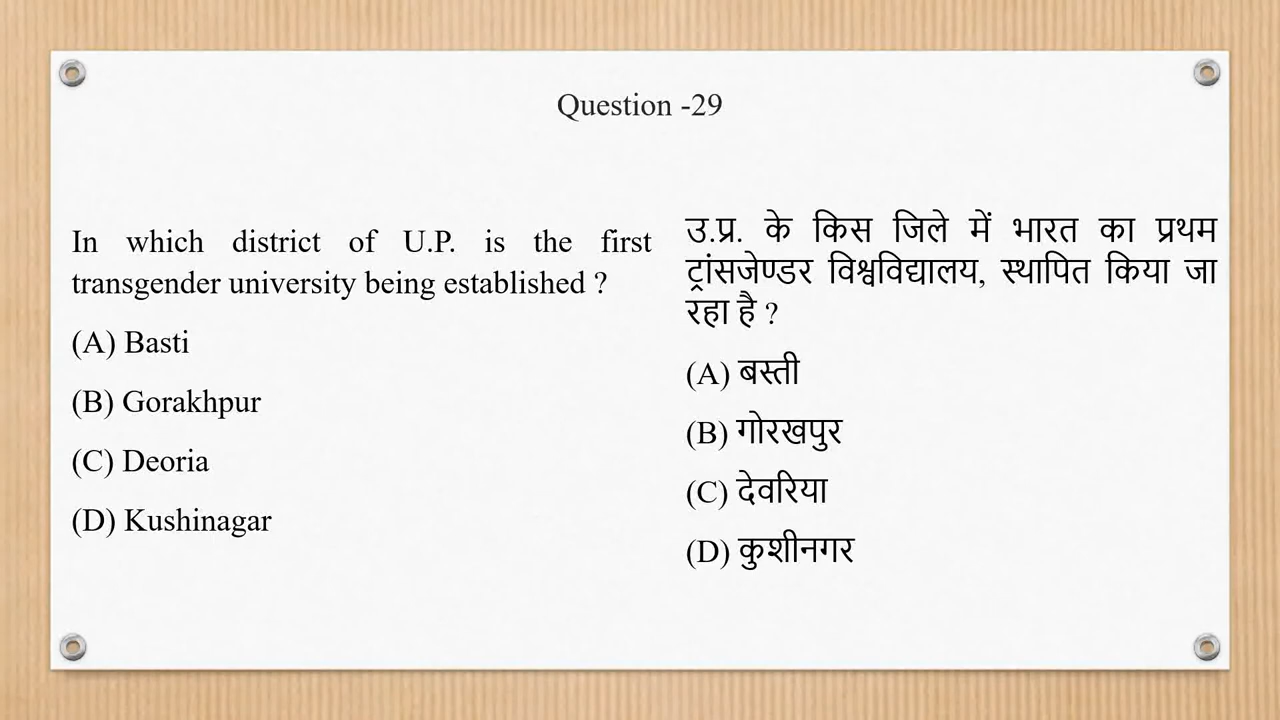 Question -29
In which district of U.P. is the first
transgender university being established ?
(A) Basti
(B) Gorakhpur
(C) Deoria
(D) Kushinagar
उ.प्र. के किस जिले में भारत का प्रथम
ट्रांसजेण्डर विश्वविद्यालय, स्थापित किया जा
रहा है ?
(A) बस्ती
(B) गोरखपुर
(C) देवरिया
(D) कुशीनगर